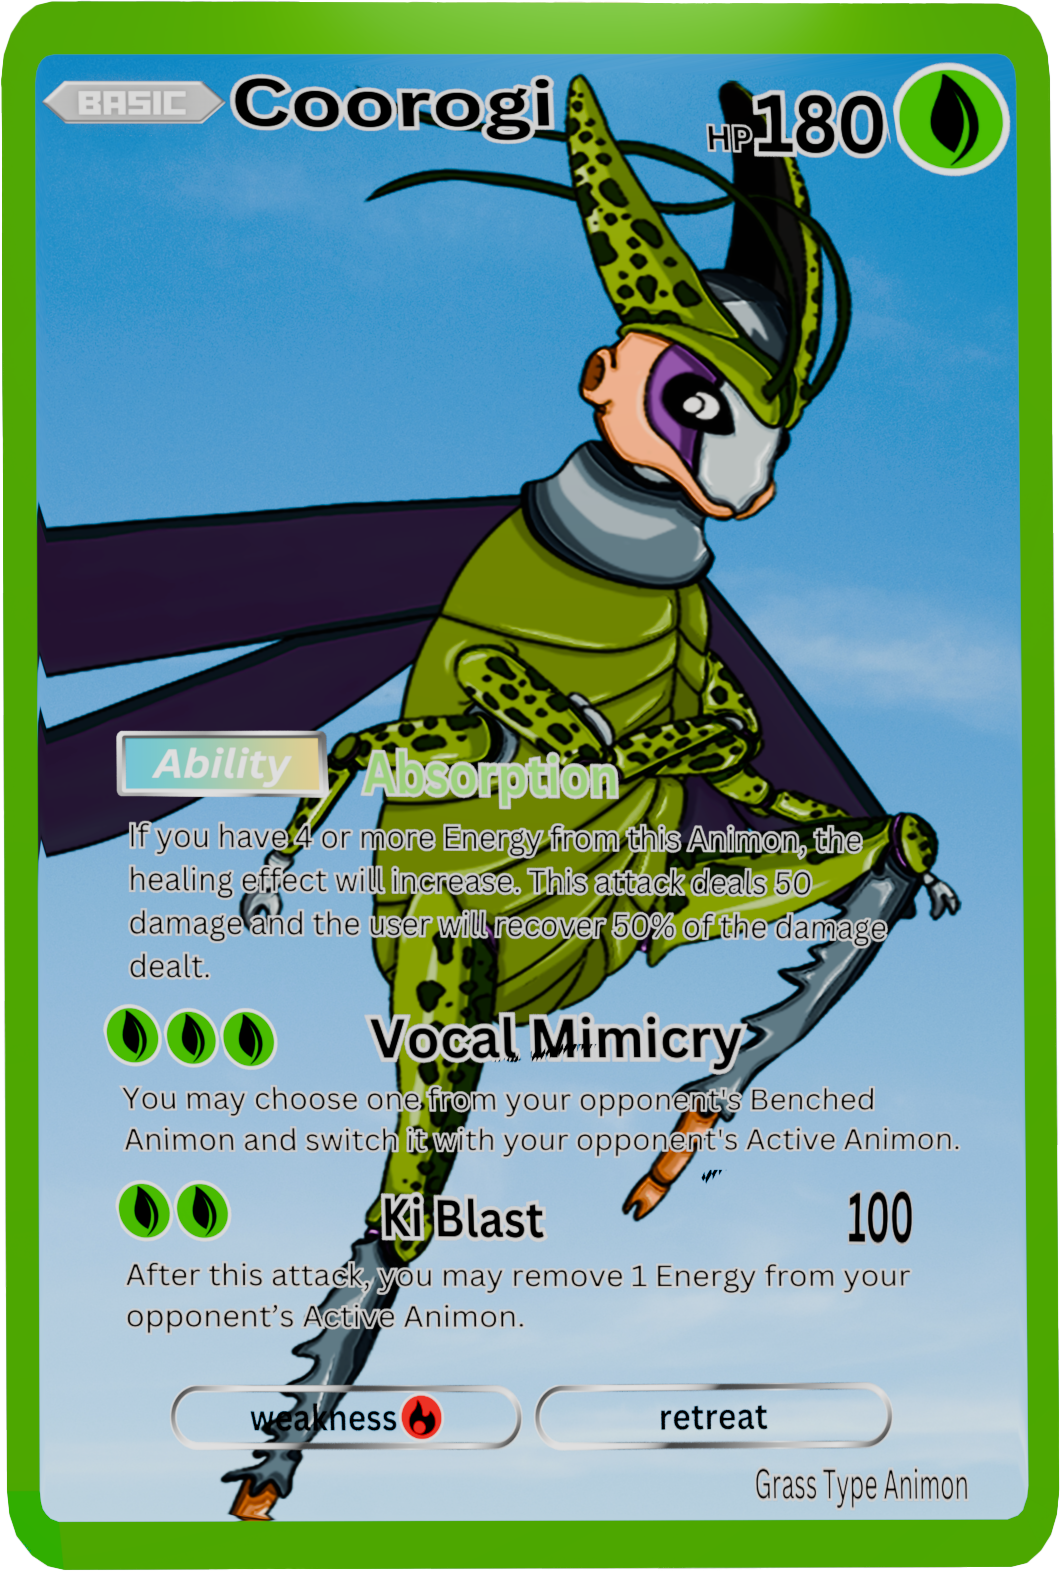 BASIC Coorogi HP 180
Ability Absorption
If you have 4 or more Energy from this Animon, the
healing effect will increase. This attack deals 50
damage and the user will recover 50% of the damage
dealt.
Vocal Mimicry
You may choose one from your opponent's Benched
Animon and switch it with your opponent's Active Animon.
Ki Blast 100
After this attack, you may remove 1 Energy from your
opponent’s Active Animon.
weakness retreat
Grass Type Animon